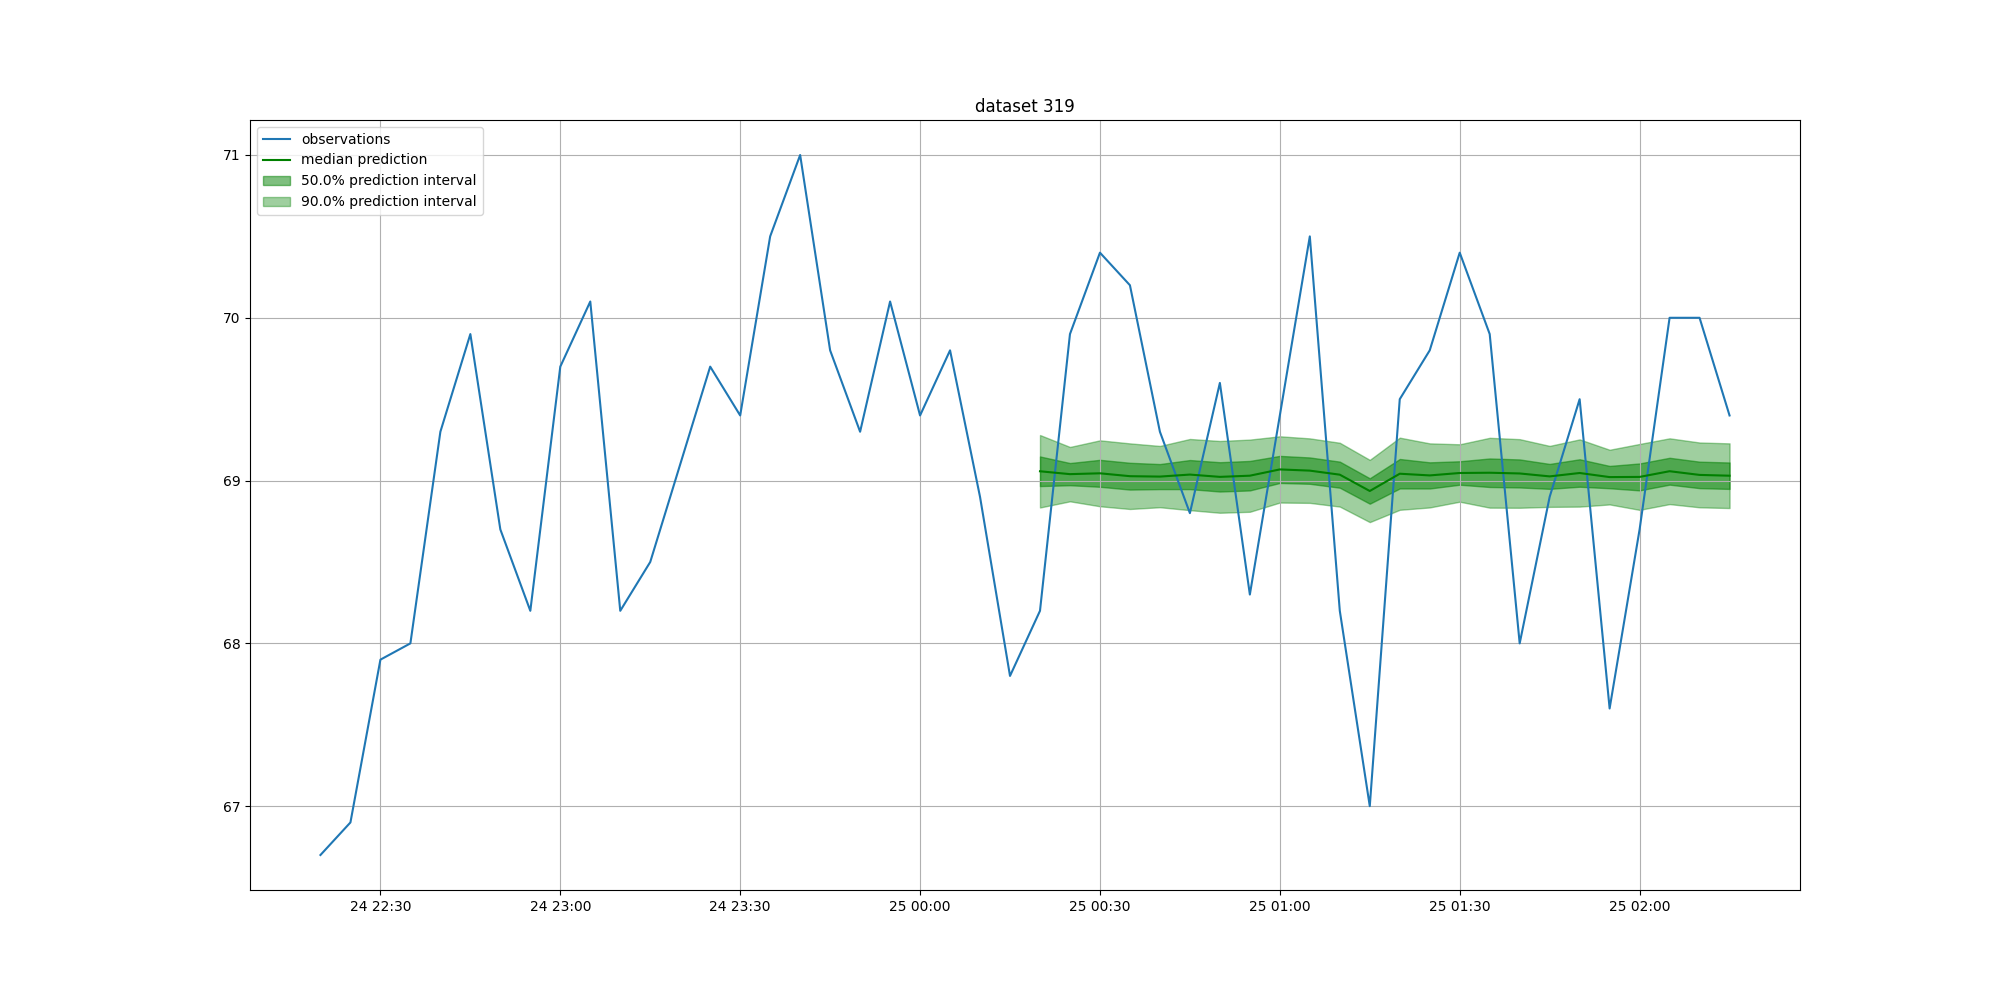 dataset 319
observations
median prediction
50.0% prediction interval
90.0% prediction interval
71
70
69
68
67
24 22:30
24 23:00
24 23:30
25 00:00
25 00:30
25 01:00
25 01:30
25 02:00